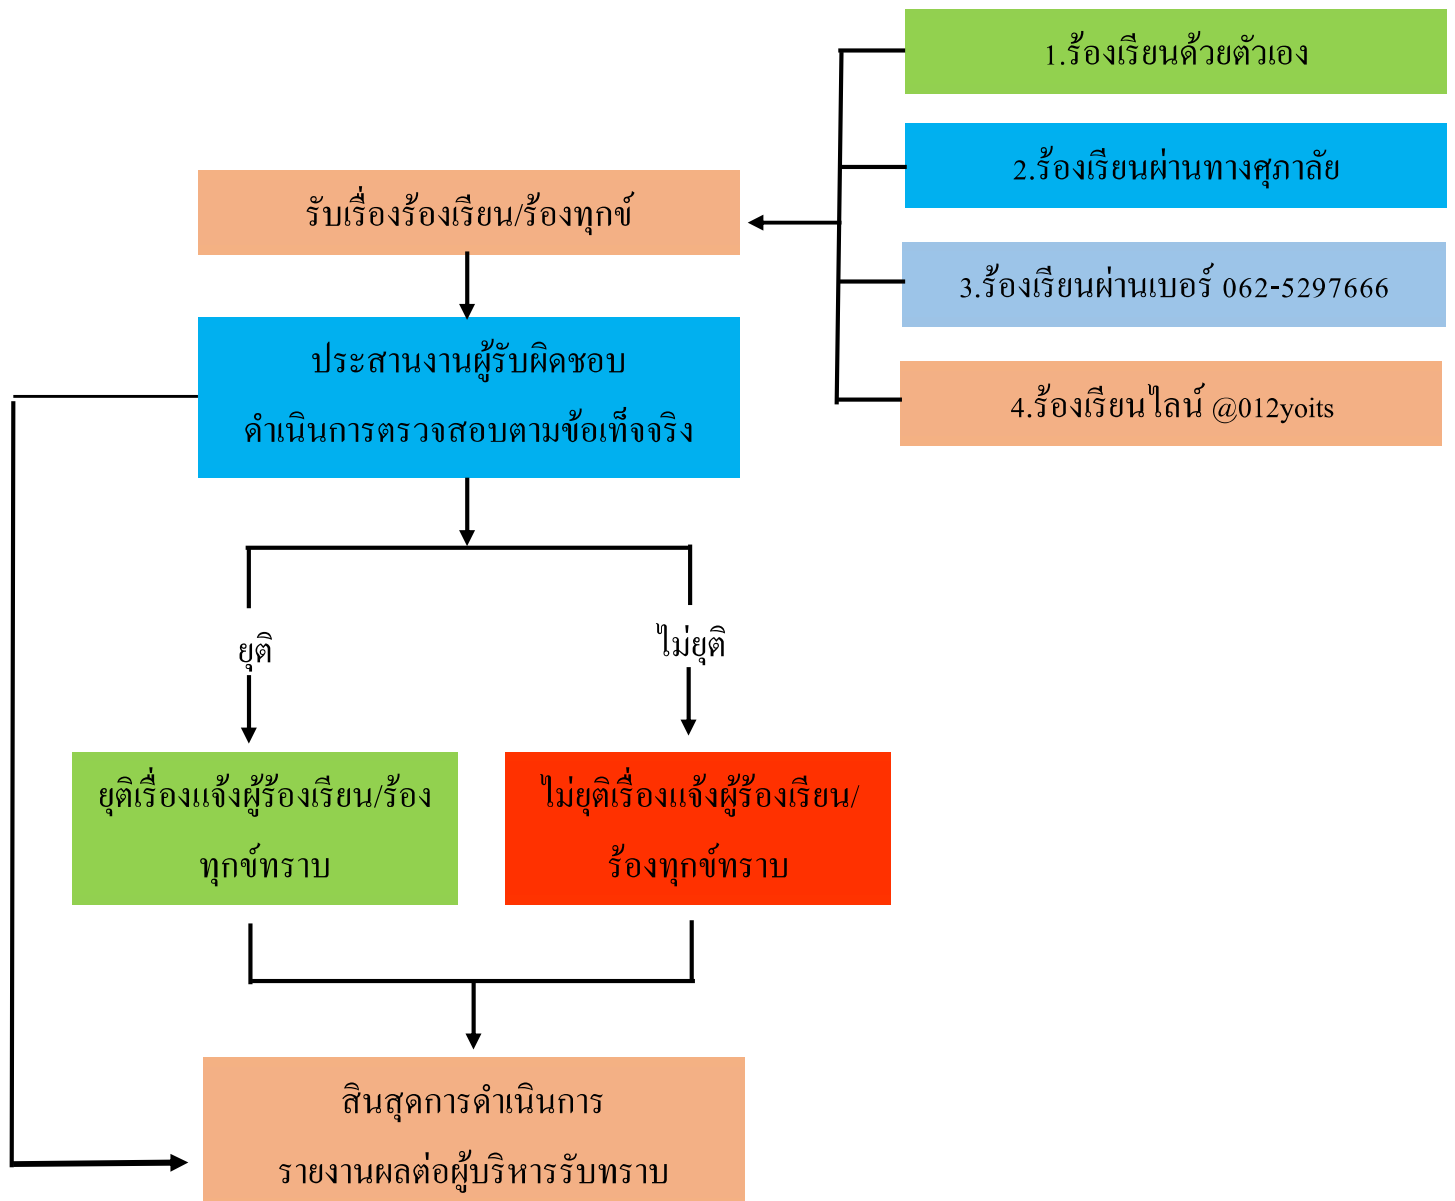 1.ร้องเรียนด้วยตัวเอง
2.ร้องเรียนผ่านทางศุภาลัย
3.ร้องเรียนผ่านเบอร์ 062-5297666
4.ร้องเรียนไลน์ @012yoits
รับเรื่องร้องเรียน/ร้องทุกข์
ประสานงานผู้รับผิดชอบ
ดำเนินการตรวจสอบตามข้อเท็จจริง
ยุติ
ไม่ยุติ
ยุติเรื่องแจ้งผู้ร้องเรียน/ร้อง
ทุกข์ทราบ
ไม่ยุติเรื่องแจ้งผู้ร้องเรียน/
ร้องทุกข์ทราบ
สินสุดการดำเนินการ
รายงานผลต่อผู้บริหารรับทราบ